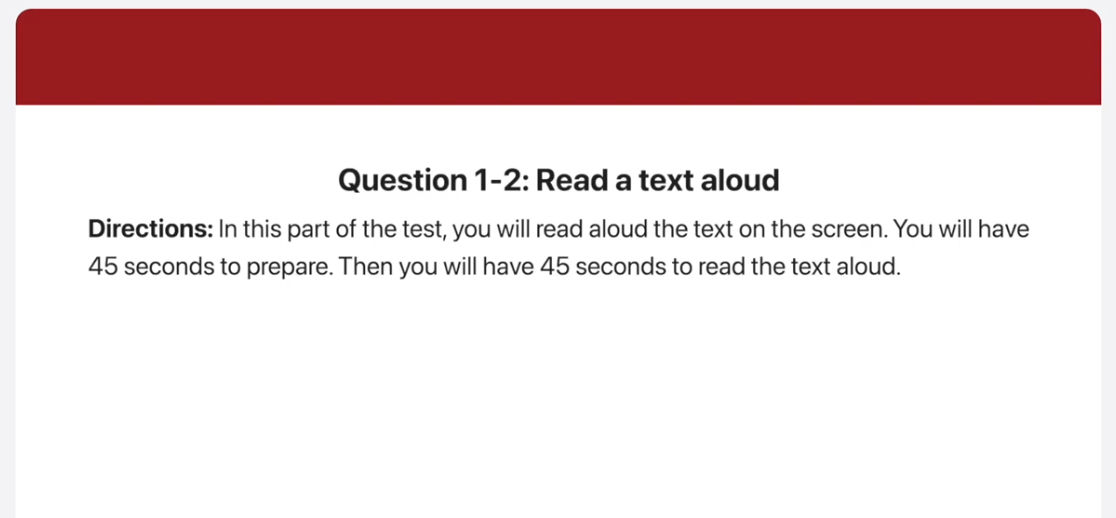 Question 1-2: Read a text aloud
Directions: In this part of the test, you will read aloud the text on the screen. You will have
45 seconds to prepare. Then you will have 45 seconds to read the text aloud.